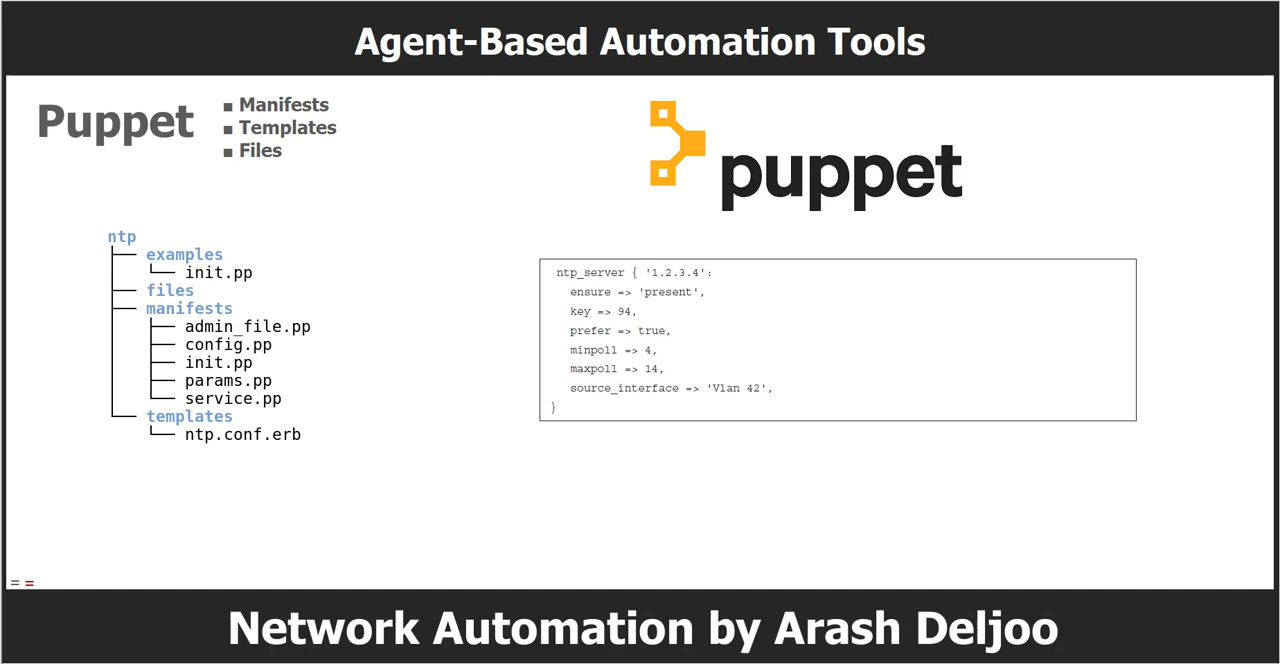 Agent-Based Automation Tools
Puppet
▪ Manifests
▪ Templates
▪ Files
puppet
ntp
├── examples
│   └── init.pp
├── files
├── manifests
│   ├── admin_file.pp
│   ├── config.pp
│   ├── init.pp
│   ├── params.pp
│   └── service.pp
└── templates
    └── ntp.conf.erb
ntp_server { '1.2.3.4':
  ensure => 'present',
  key => 94,
  prefer => true,
  minpoll => 4,
  maxpoll => 14,
  source_interface => 'Vlan 42',
}
= =
Network Automation by Arash Deljoo